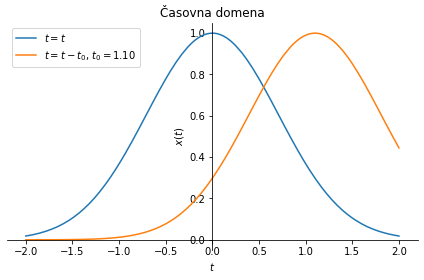 Časovna domena
t = t
t = t − t₀, t₀ = 1.10
x(t)
1.0
0.8
0.6
0.4
0.2
0.0
−2.0 −1.5 −1.0 −0.5 0.0 0.5 1.0 1.5 2.0
t